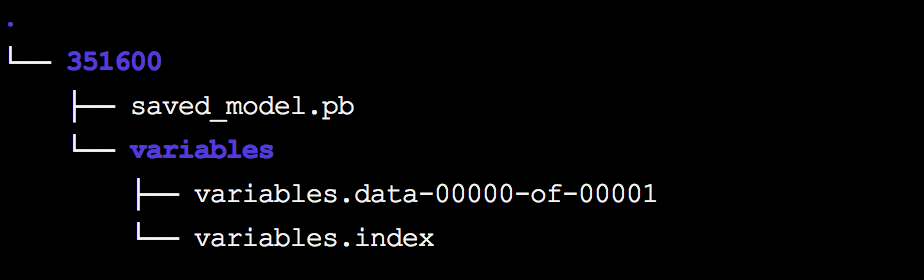 .
└── 351600
    ├── saved_model.pb
    └── variables
        ├── variables.data-00000-of-00001
        └── variables.index